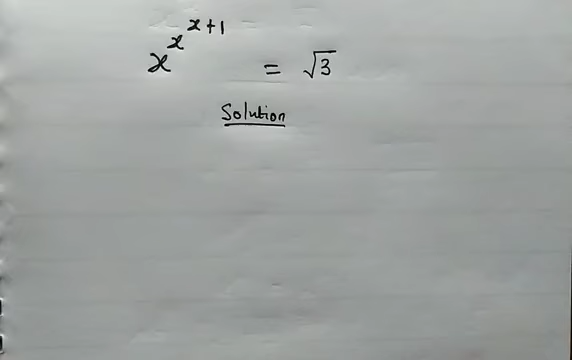 x^{x^{x+1}} = √3
Solution